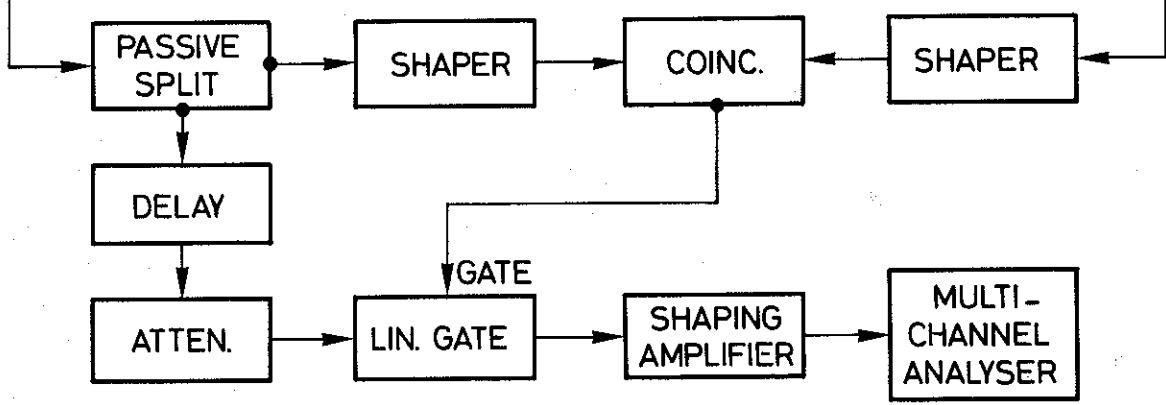 PASSIVE
SPLIT
SHAPER
COINC.
SHAPER
DELAY
GATE
ATTEN.
LIN. GATE
SHAPING
AMPLIFIER
MULTI-
CHANNEL
ANALYSER